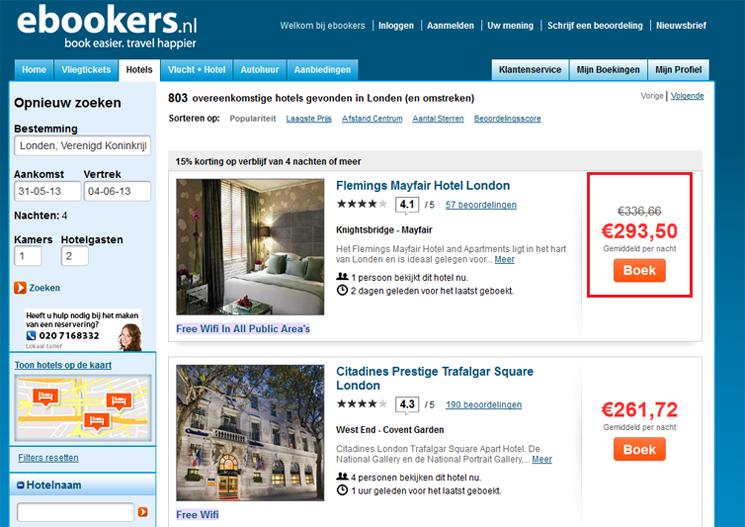 ebookers.nl
book easier. travel happier
Welkom bij ebookers | Inloggen | Aanmelden | Uw mening | Schrijf een beoordeling | Nieuwsbrief
Home Vliegtickets Hotels Vlucht + Hotel Autohuur Aanbiedingen Klantenservice Mijn Boekingen Mijn Profiel
Opnieuw zoeken
Bestemming
Londen, Verenigd Koninkrijk
Aankomst Vertrek
31-05-13 04-06-13
Nachten: 4
Kamers Hotelgasten
1 2
Zoeken
Heeft u hulp nodig bij het maken
van een reservering?
020 7168332
Lokaal tarief
Toon hotels op de kaart
Filters resetten
Hotelnaam
803 overeenkomstige hotels gevonden in Londen (en omstreken)
Vorige | Volgende
Sorteren op: Populariteit Laagste Prijs Afstand Centrum Aantal Sterren Beoordelingsscore
15% korting op verblijf van 4 nachten of meer
Flemings Mayfair Hotel London
4.1 / 5 57 beoordelingen
Knightsbridge - Mayfair
Het Flemings Mayfair Hotel and Apartments ligt in het hart
van Londen en is ideaal gelegen voor... Meer
1 persoon bekijkt dit hotel nu.
2 dagen geleden voor het laatst geboekt.
Free Wifi In All Public Area's
€336,66
€293,50
Gemiddeld per nacht
Boek
Citadines Prestige Trafalgar Square
London
4.3 / 5 190 beoordelingen
West End - Covent Garden
Citadines London Trafalgar Square Apart Hotel. De
National Gallery en de National Portrait Gallery,... Meer
4 personen bekijken dit hotel nu.
1 uur geleden voor het laatst geboekt.
Free Wifi
€261,72
Gemiddeld per nacht
Boek